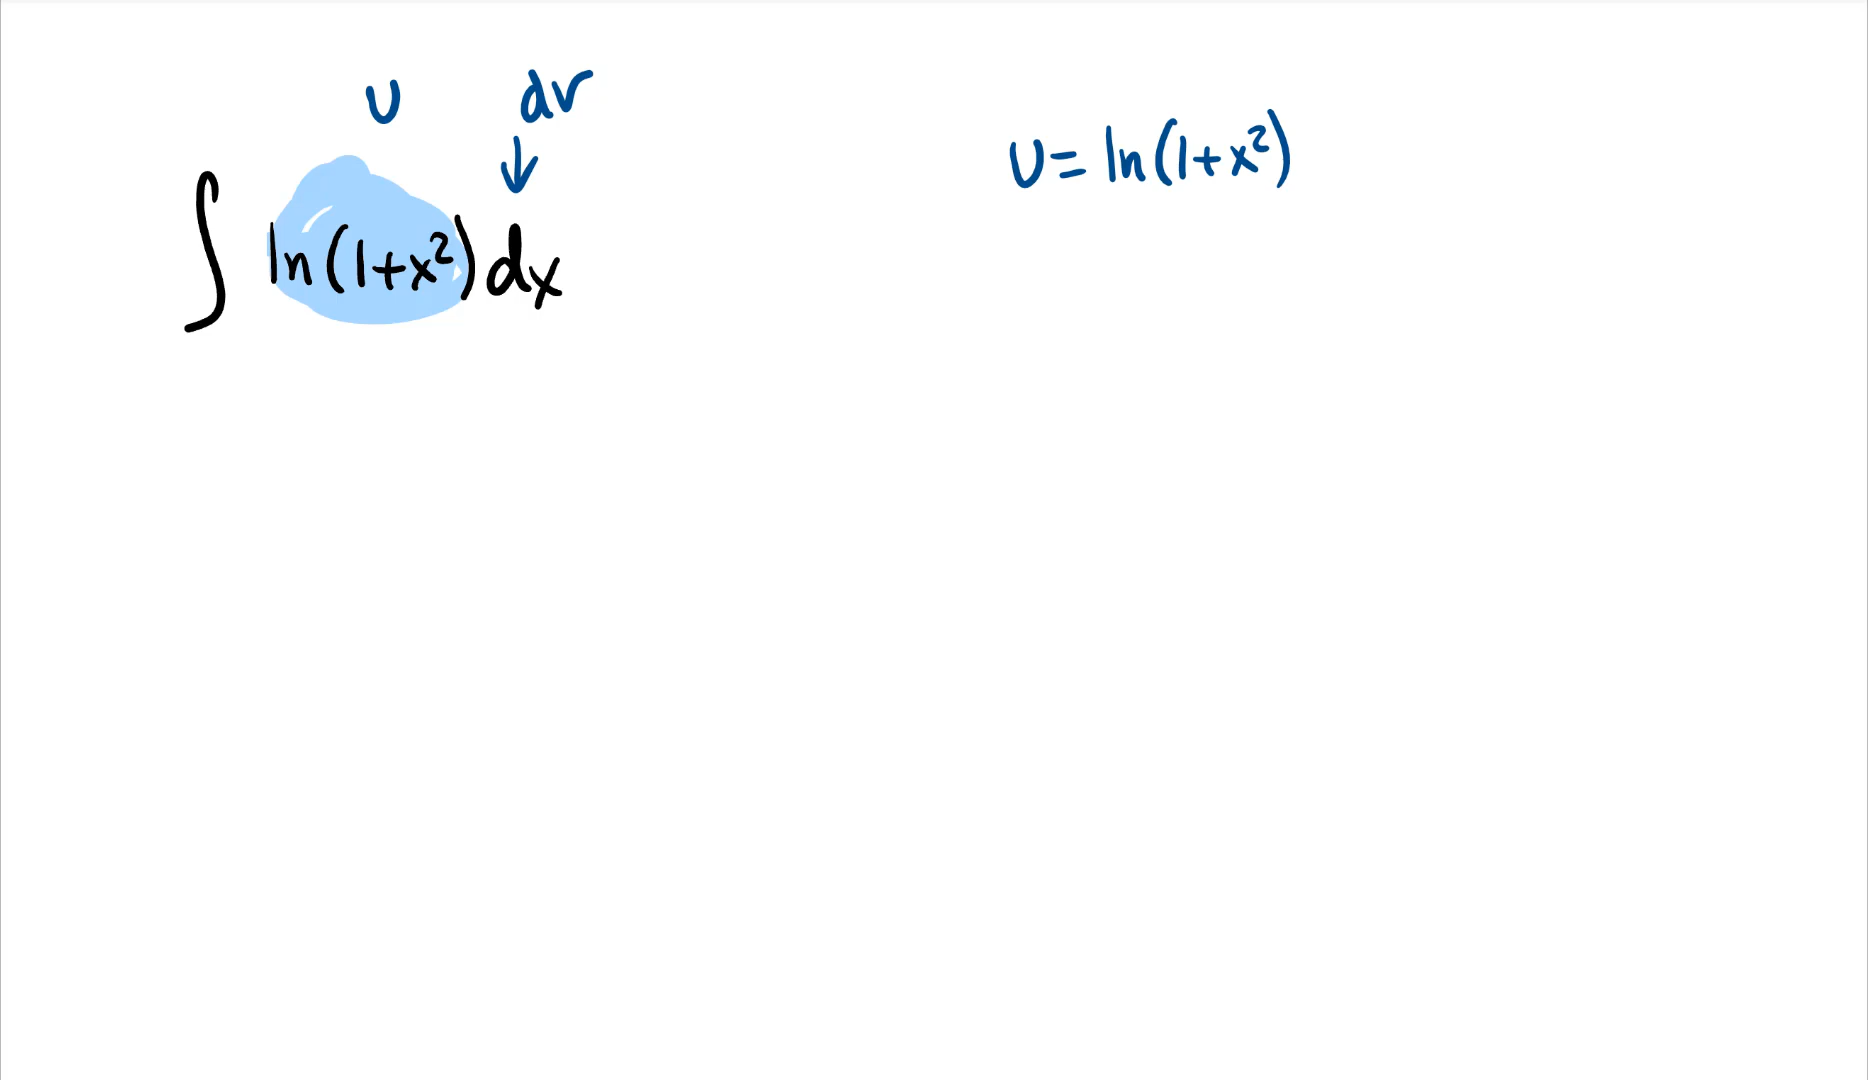 U dv
↓
∫ ln(1+x²) dx
U= ln(1+x²)